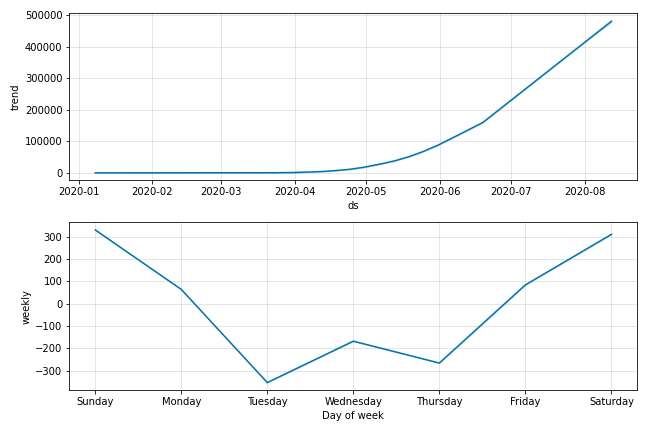 500000
400000
300000
200000
100000
0
trend
2020-01 2020-02 2020-03 2020-04 2020-05 2020-06 2020-07 2020-08
ds
300
200
100
0
−100
−200
−300
weekly
Sunday Monday Tuesday Wednesday Thursday Friday Saturday
Day of week